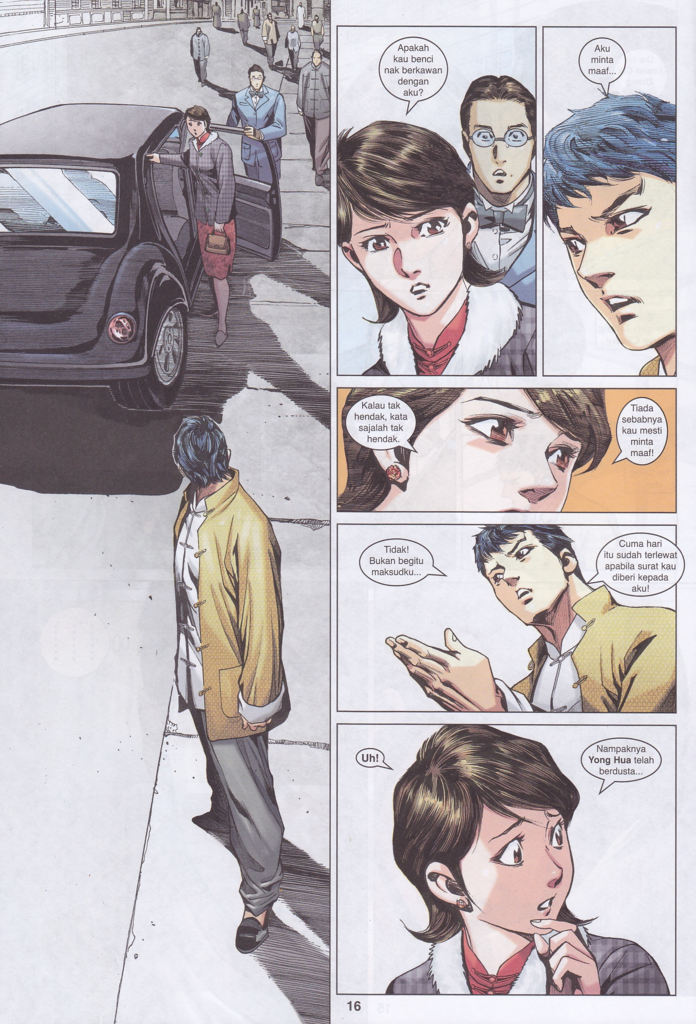 Apakah
kau benci
nak berkawan
dengan
aku?
Aku
minta
maaf...
Kalau tak
hendak, kata
sajalah tak
hendak.
Tiada
sebabnya
kau mesti
minta
maaf!
Tidak!
Bukan begitu
maksudku...
Cuma hari
itu sudah terlewat
apabila surat kau
diberi kepada
aku!
Uh!
Nampaknya
Yong Hua telah
berdusta...
16